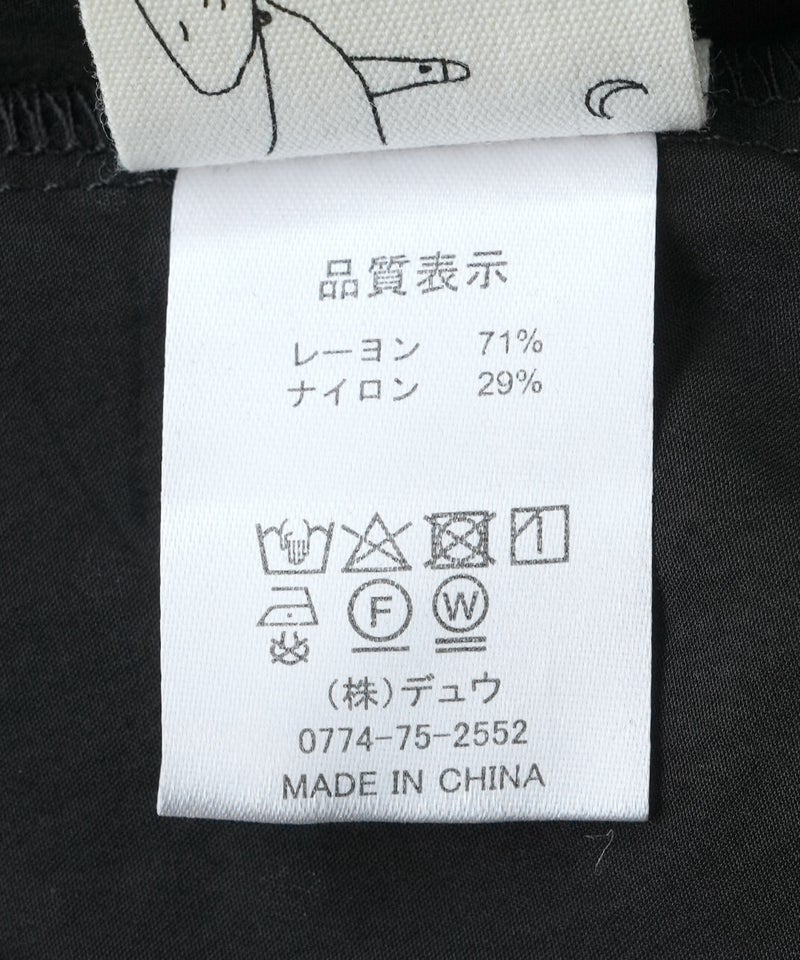 品質表示
レーヨン 71%
ナイロン 29%
F W
(株)デュウ
0774-75-2552
MADE IN CHINA